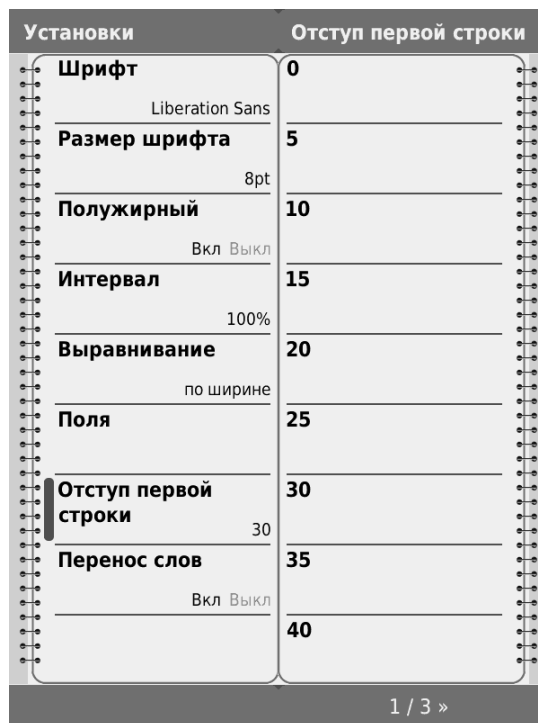 Установки
Отступ первой строки
Шрифт
Liberation Sans
Размер шрифта
8pt
Полужирный
Вкл Выкл
Интервал
100%
Выравнивание
по ширине
Поля
Отступ первой
строки
30
Перенос слов
Вкл Выкл
0
5
10
15
20
25
30
35
40
1 / 3 »